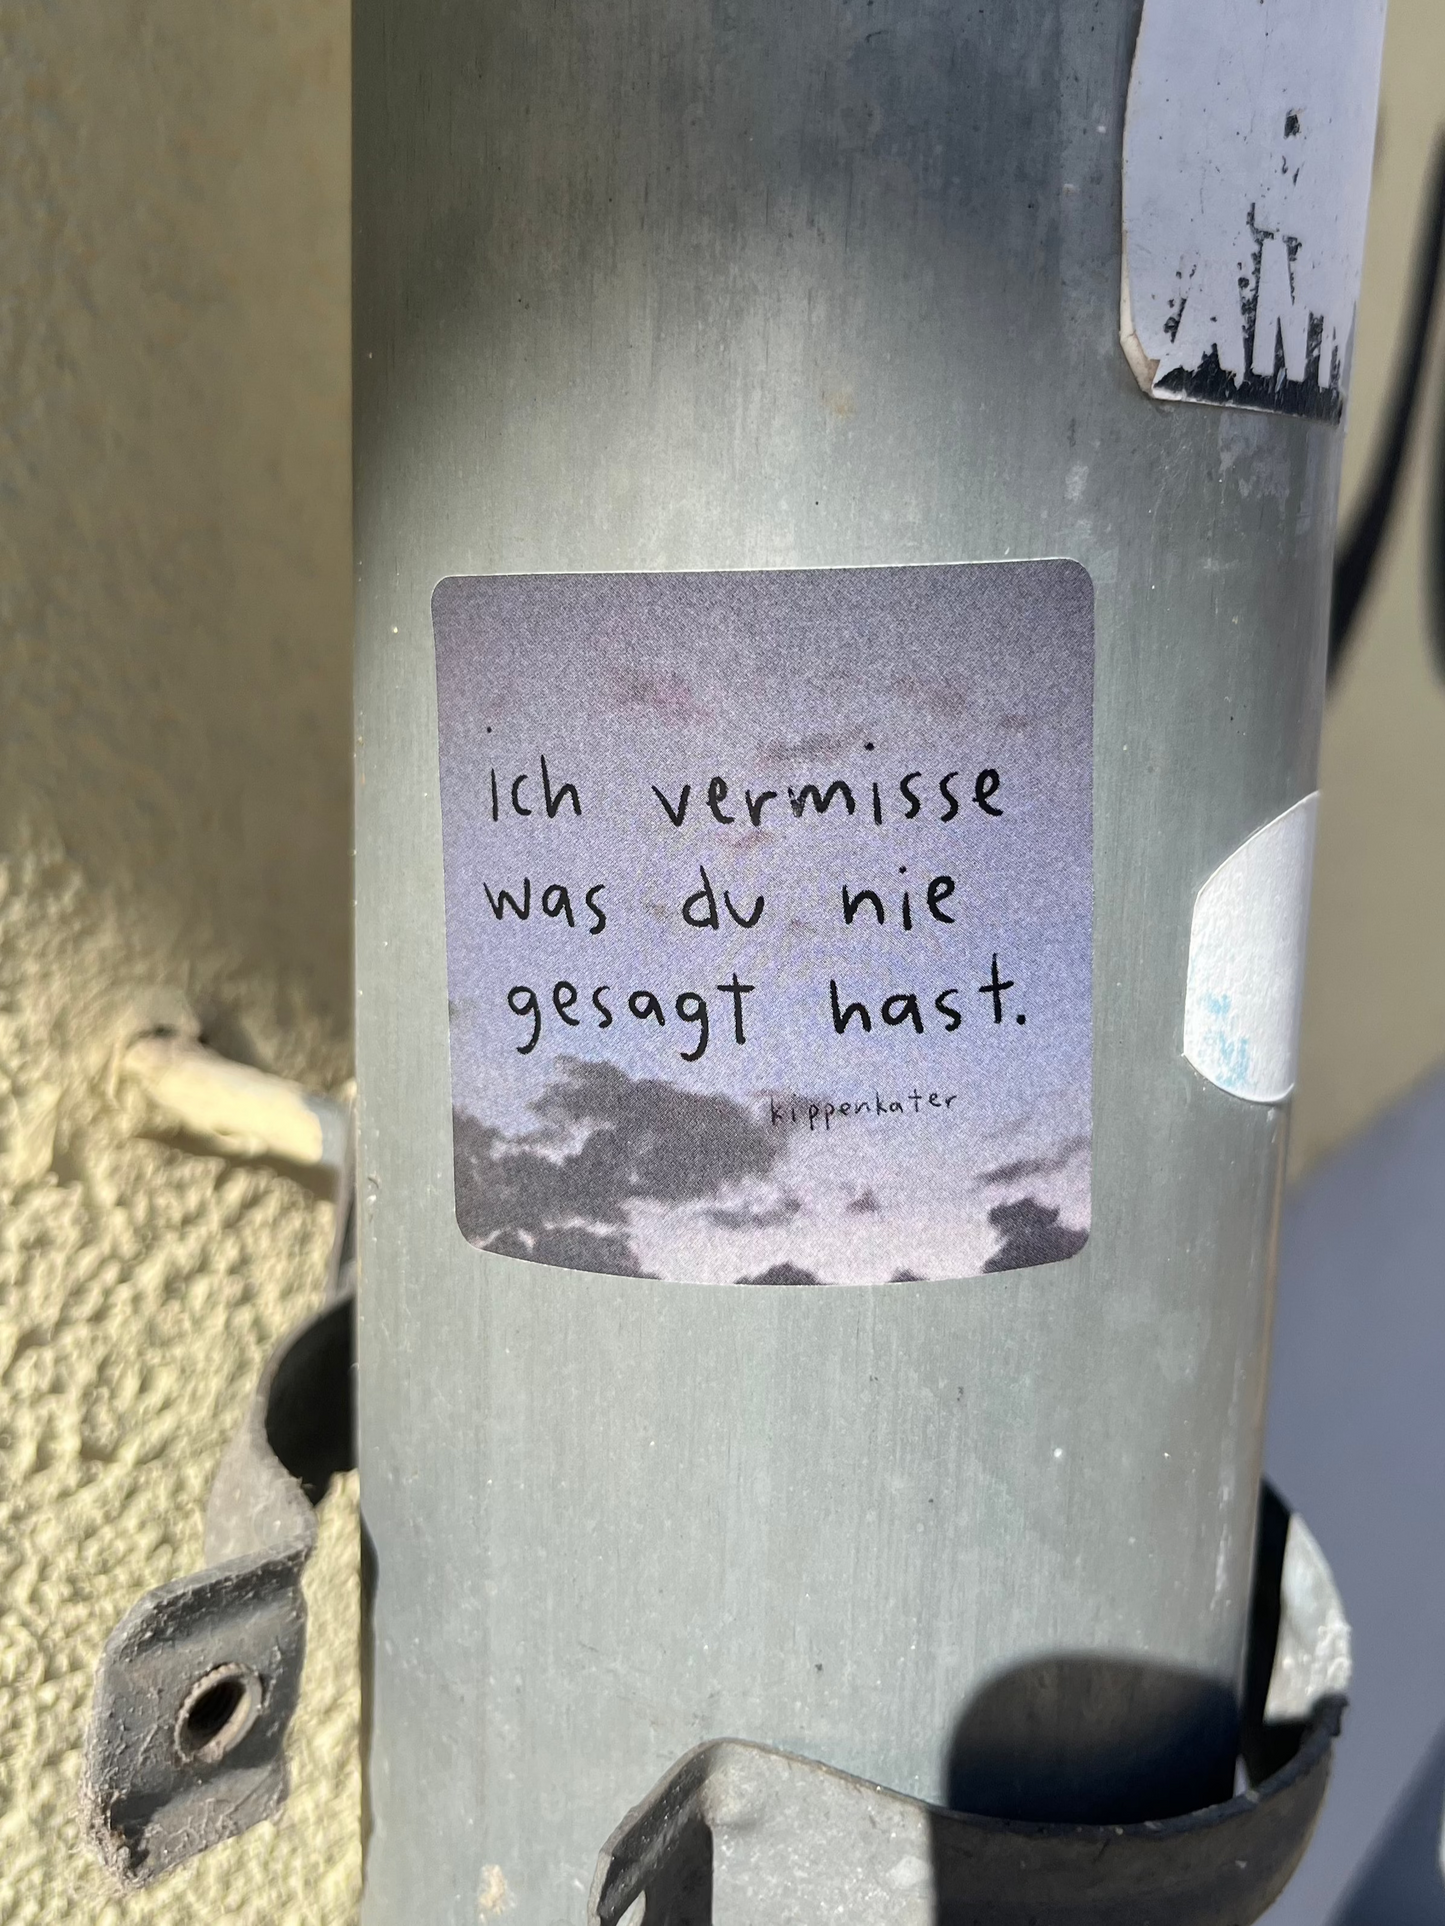 ich vermisse
was du nie
gesagt hast.
kippenkater